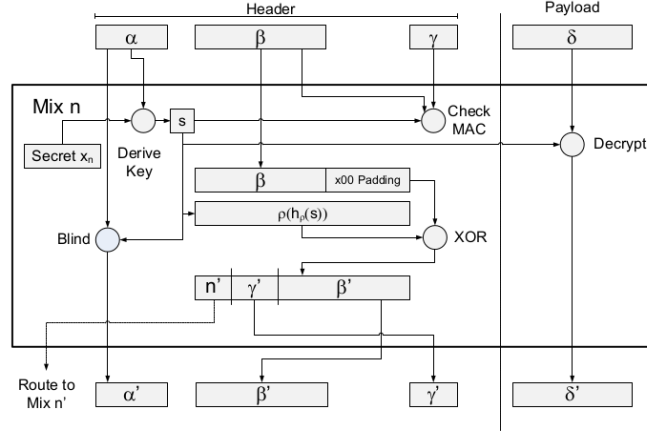 Header
Payload
α
β
γ
δ
Mix n
s
Check
MAC
Secret xₙ
Derive
Key
Decrypt
β
x00 Padding
ρ(hᵨ(s))
Blind
XOR
n'
γ'
β'
Route to
Mix n'
α'
β'
γ'
δ'